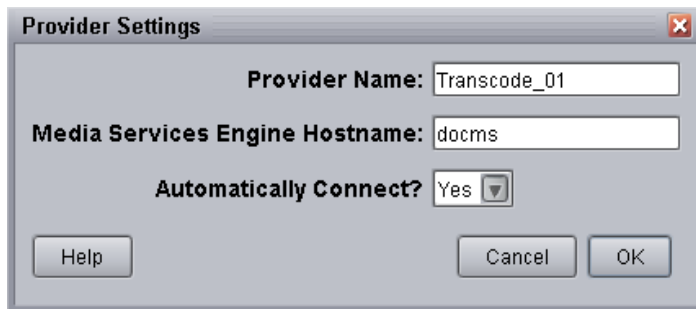 Provider Settings
Provider Name: Transcode_01
Media Services Engine Hostname: docms
Automatically Connect? Yes
Help Cancel OK